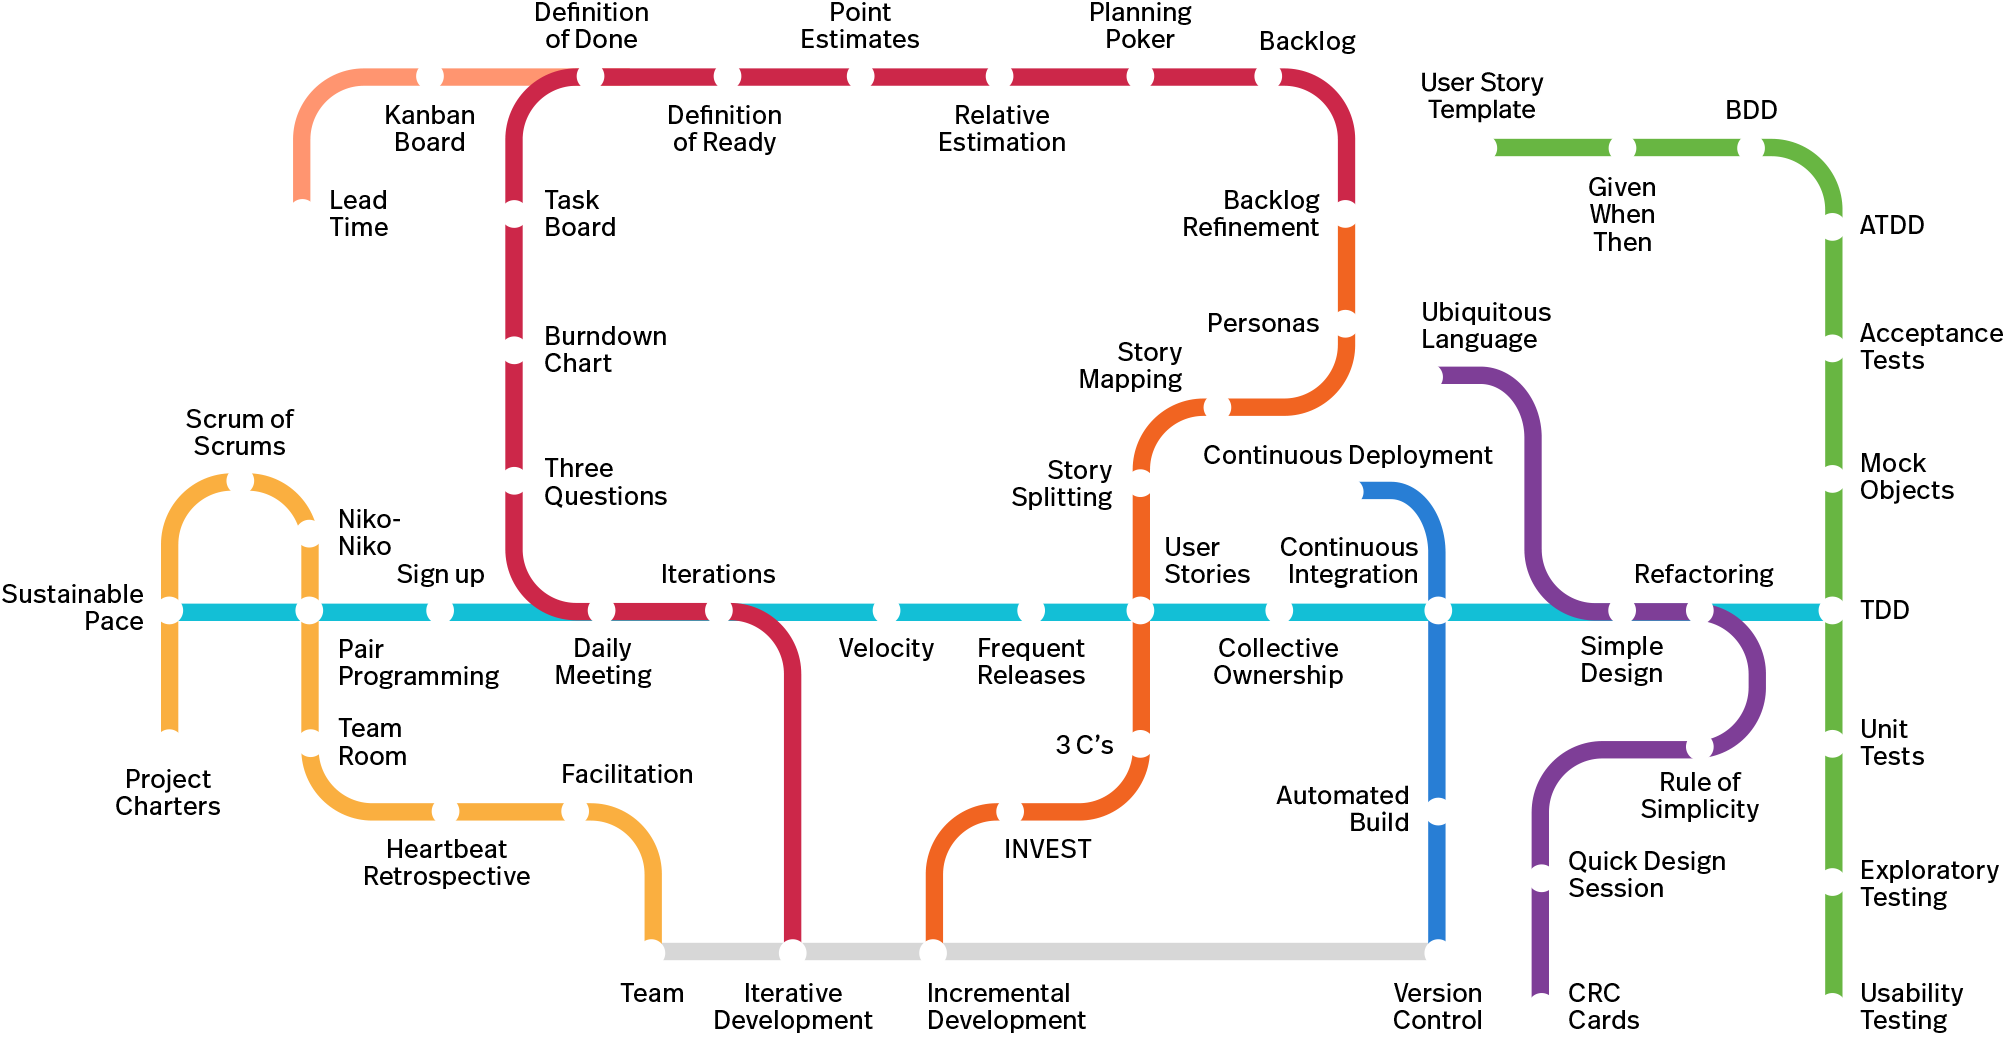 Definition
of Done
Point
Estimates
Planning
Poker
Backlog
User Story
Template
BDD
Kanban
Board
Definition
of Ready
Relative
Estimation
Given
When
Then
Lead
Time
Task
Board
Backlog
Refinement
ATDD
Ubiquitous
Language
Personas
Burndown
Chart
Story
Mapping
Acceptance
Tests
Scrum of
Scrums
Continuous Deployment
Three
Questions
Story
Splitting
Mock
Objects
Niko-
Niko
Sign up
Iterations
User
Stories
Continuous
Integration
Refactoring
Sustainable
Pace
TDD
Pair
Programming
Daily
Meeting
Velocity
Frequent
Releases
Collective
Ownership
Simple
Design
Team
Room
3 C’s
Unit
Tests
Project
Charters
Facilitation
Automated
Build
Rule of
Simplicity
Heartbeat
Retrospective
INVEST
Quick Design
Session
Exploratory
Testing
Team
Iterative
Development
Incremental
Development
Version
Control
CRC
Cards
Usability
Testing